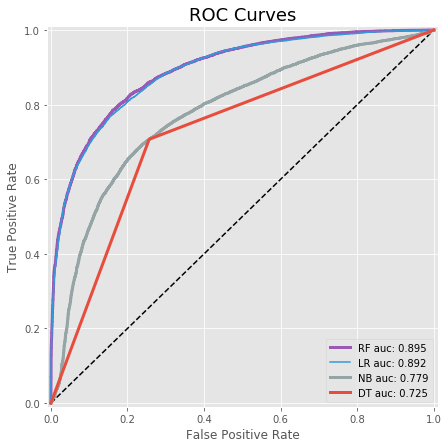 ROC Curves
1.0
0.8
0.6
0.4
0.2
0.0
True Positive Rate
RF auc: 0.895
LR auc: 0.892
NB auc: 0.779
DT auc: 0.725
0.0 0.2 0.4 0.6 0.8 1.0
False Positive Rate